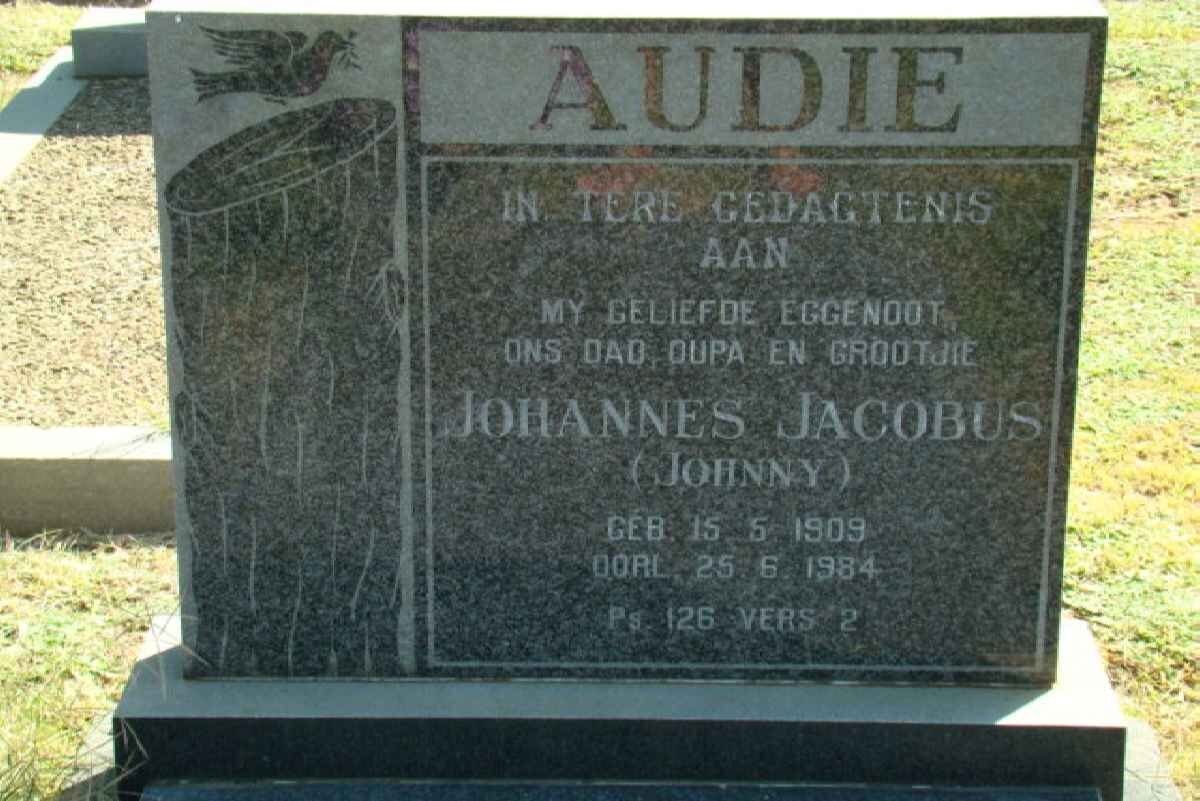 AUDIE
IN TERE GEDAGTENIS
AAN
MY GELIEFDE EGGENOOT,
ONS DAD, OUPA EN GROOTJIE
JOHANNES JACOBUS
(JOHNNY)
GEB. 15. 5. 1909
OORL. 25. 6. 1984
Ps. 126 VERS 2